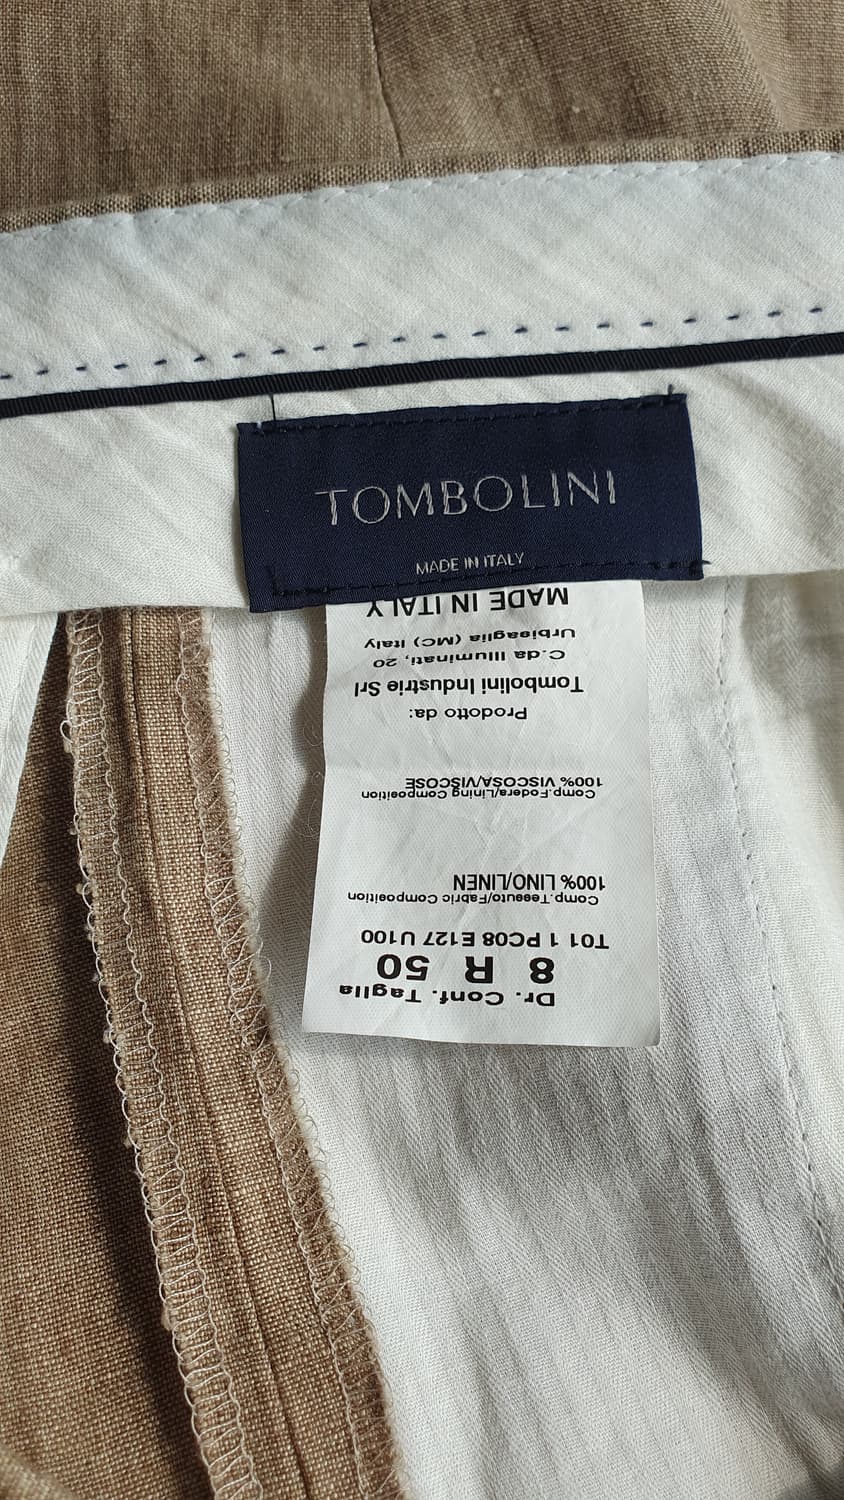 TOMBOLINI
MADE IN ITALY
Dr. Conf. Taglia
8 R 50
T01 1 PC08 E127 U100
Comp.Tessuto/Fabric Composition
100% LINO/LINEN
Comp.Fodera/Lining Composition
100% VISCOSA/VISCOSE
Prodotto da:
Tombolini Industrie Srl
C.da Illuminati, 20
Urbisaglia (MC) Italy
MADE IN ITALY